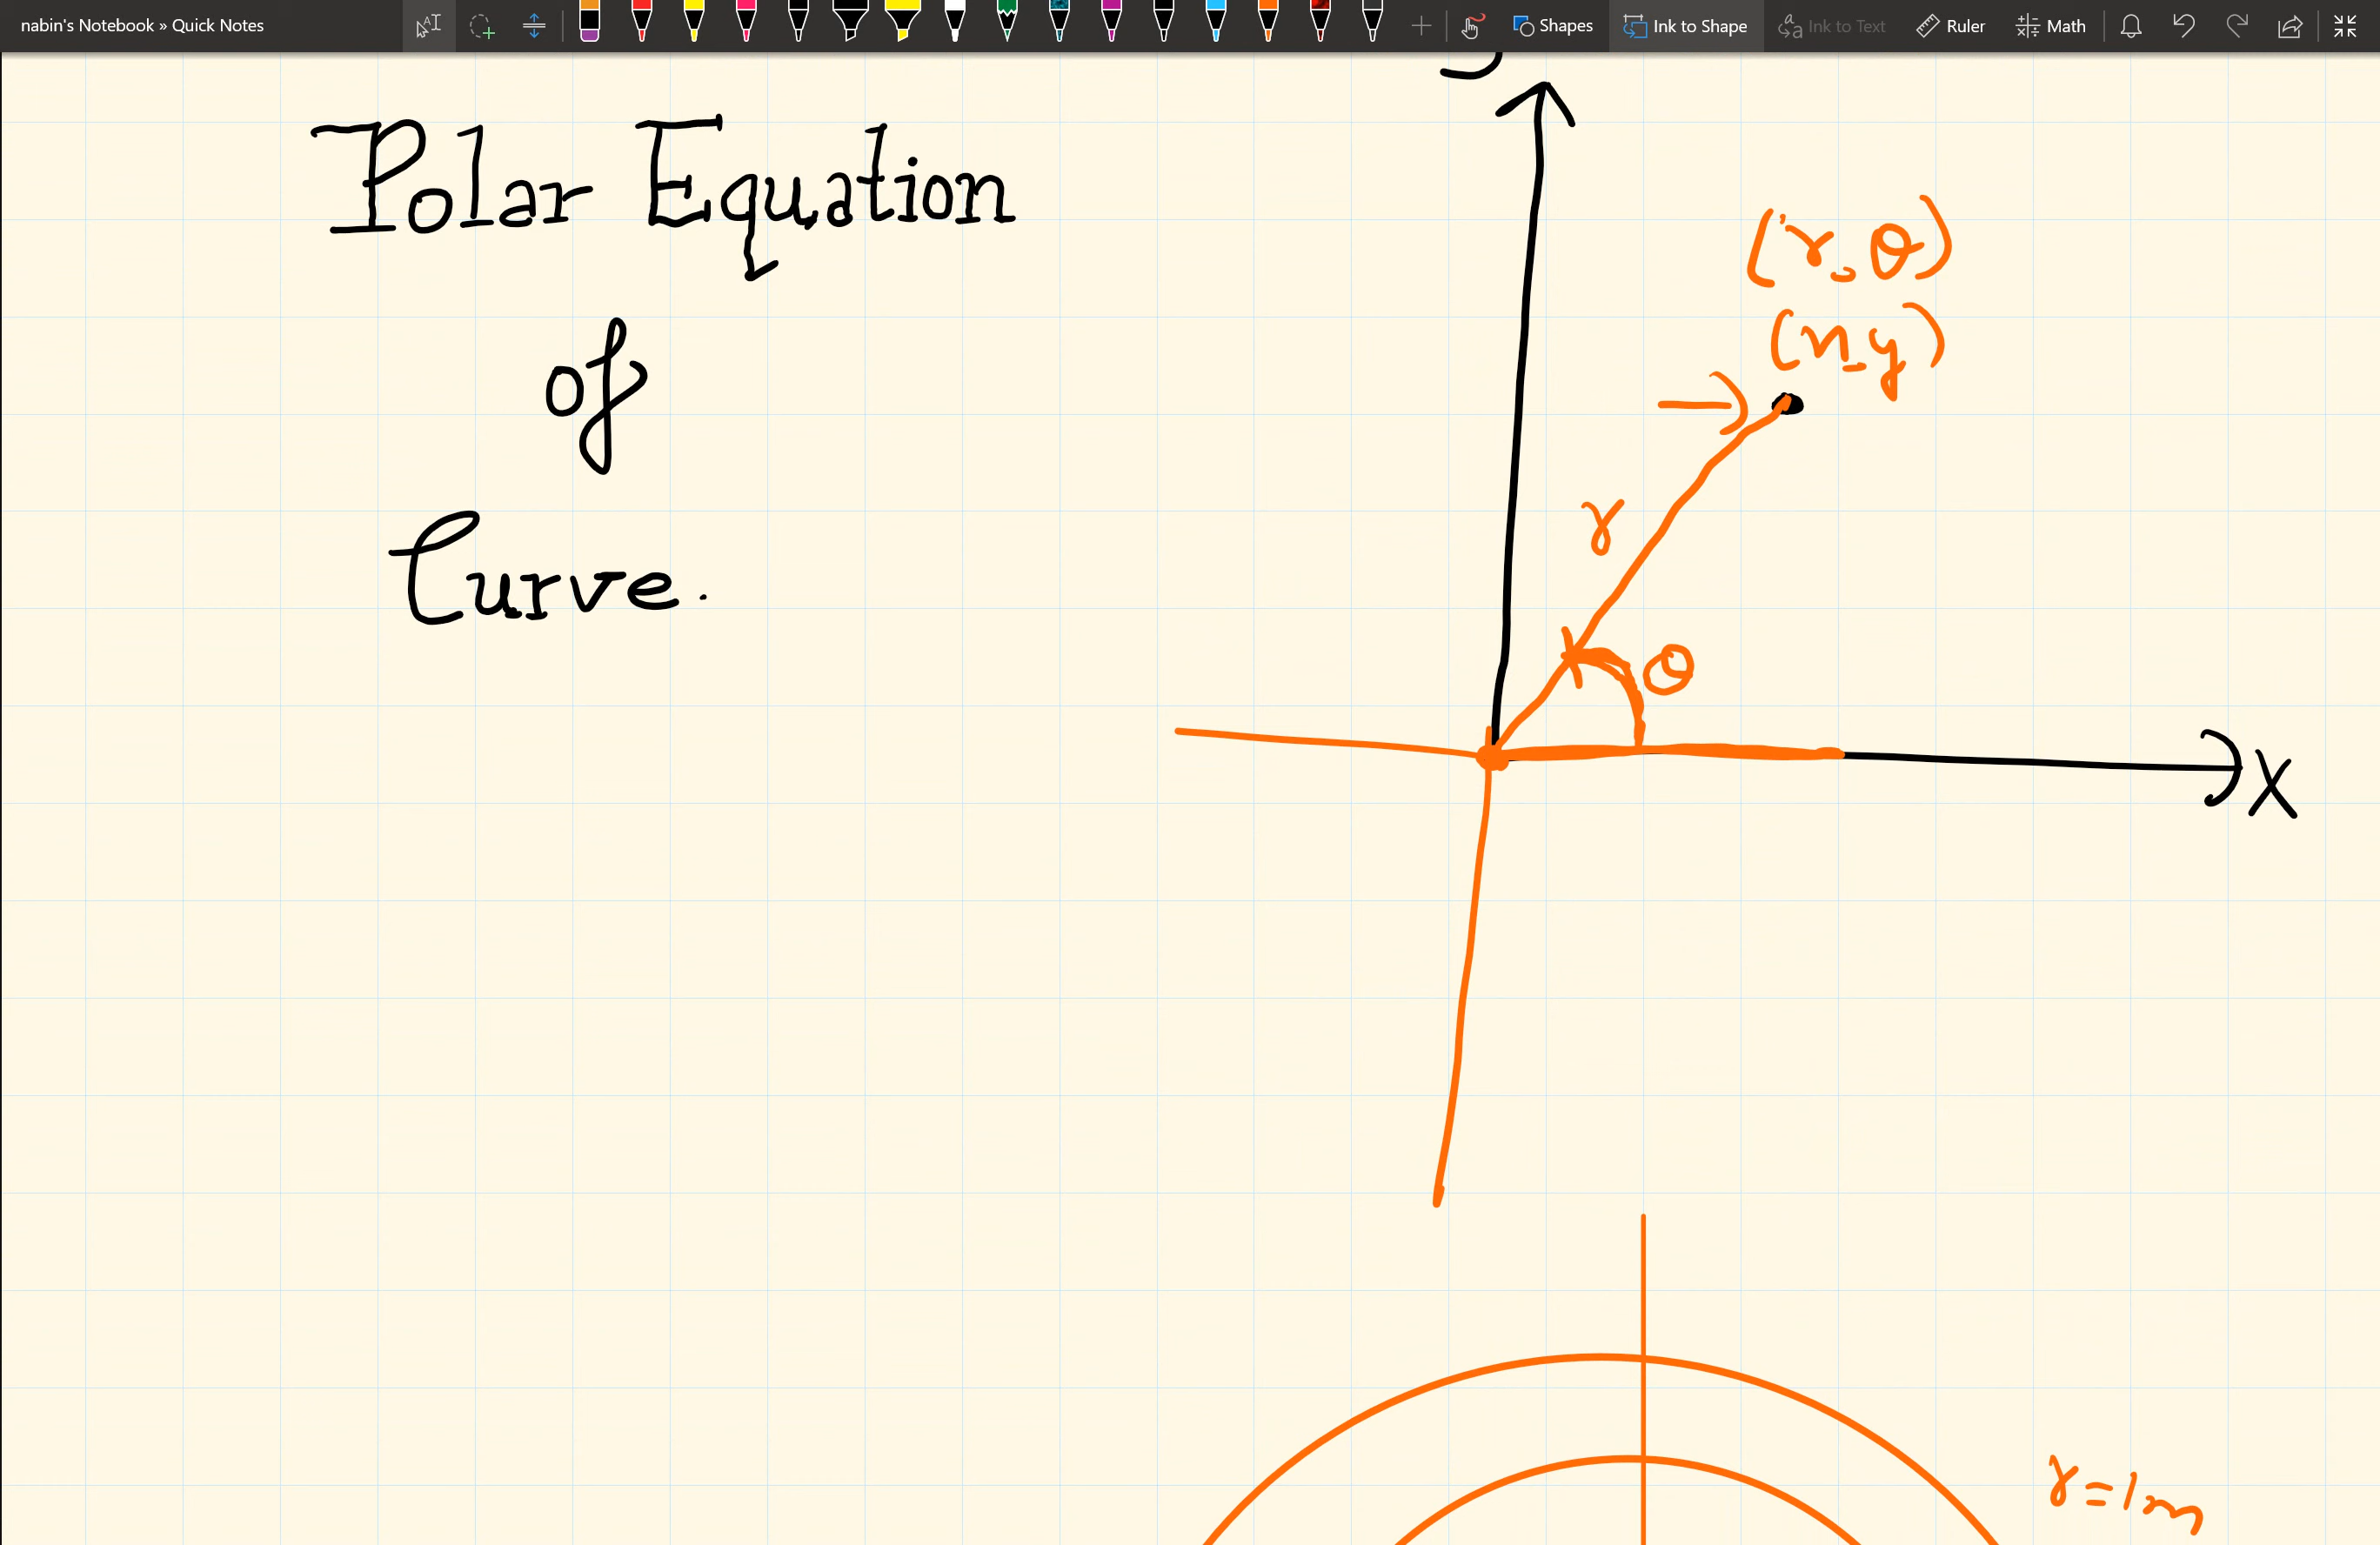 nabin's Notebook » Quick Notes
Shapes
Ink to Shape
Ink to Text
Ruler
Math
Polar Equation
of
Curve.
(r, θ)
(x, y)
r
θ
X
r = 1m